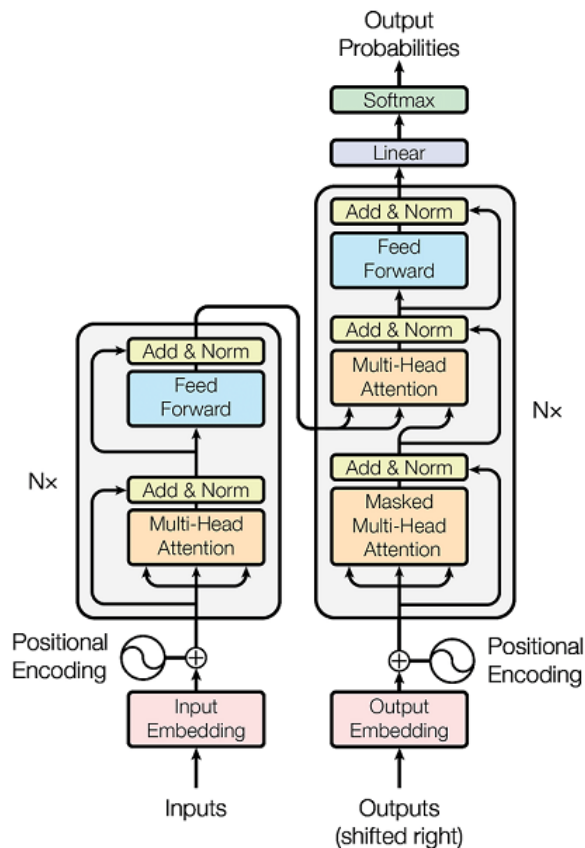 Output
Probabilities
Softmax
Linear
Add & Norm
Feed
Forward
Add & Norm
Multi-Head
Attention
Add & Norm
Masked
Multi-Head
Attention
N×
Add & Norm
Feed
Forward
Add & Norm
Multi-Head
Attention
N×
Positional
Encoding
Positional
Encoding
Input
Embedding
Output
Embedding
Inputs
Outputs
(shifted right)